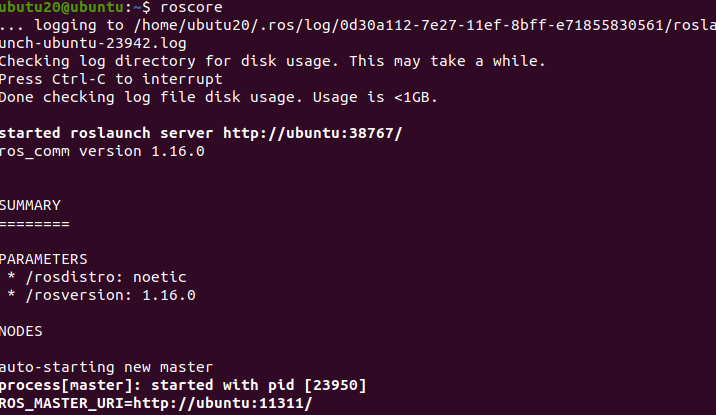 ubutu20@ubuntu:~$ roscore
... logging to /home/ubutu20/.ros/log/0d30a112-7e27-11ef-8bff-e71855830561/rosla
unch-ubuntu-23942.log
Checking log directory for disk usage. This may take a while.
Press Ctrl-C to interrupt
Done checking log file disk usage. Usage is <1GB.
started roslaunch server http://ubuntu:38767/
ros_comm version 1.16.0
SUMMARY
========
PARAMETERS
* /rosdistro: noetic
* /rosversion: 1.16.0
NODES
auto-starting new master
process[master]: started with pid [23950]
ROS_MASTER_URI=http://ubuntu:11311/